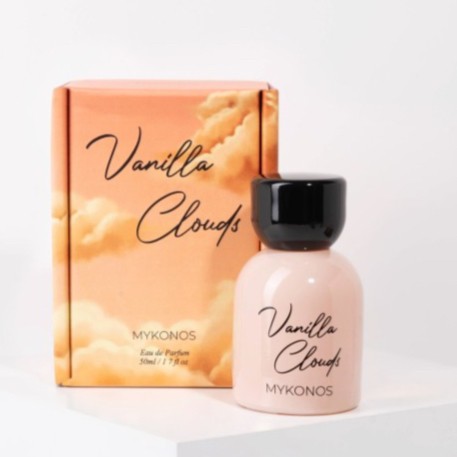 Vanilla
Clouds
MYKONOS
Eau de Parfum
50ml / 1 7 fl oz
Vanilla
Clouds
MYKONOS